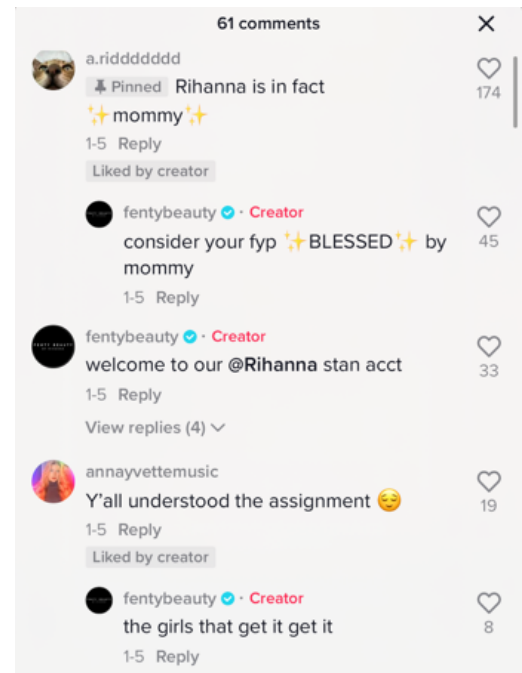 61 comments
a.riddddddd
Pinned Rihanna is in fact
✨mommy✨
174
1-5 Reply
Liked by creator
fentybeauty · Creator
consider your fyp ✨BLESSED✨ by
mommy
45
1-5 Reply
FENTY BEAUTY
fentybeauty · Creator
welcome to our @Rihanna stan acct
33
1-5 Reply
View replies (4)
annayvettemusic
Y'all understood the assignment 😌
19
1-5 Reply
Liked by creator
fentybeauty · Creator
the girls that get it get it
8
1-5 Reply